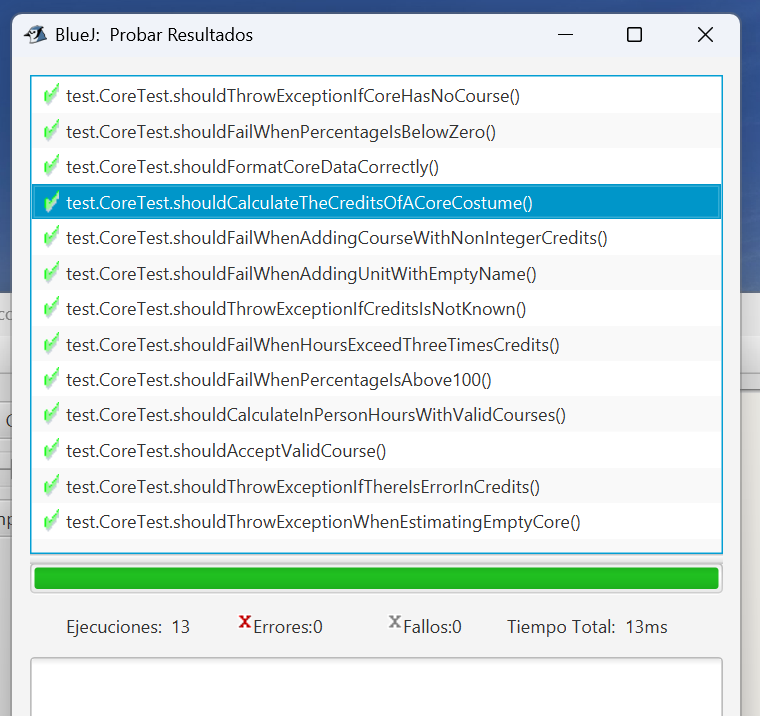 BlueJ: Probar Resultados
test.CoreTest.shouldThrowExceptionIfCoreHasNoCourse()
test.CoreTest.shouldFailWhenPercentageIsBelowZero()
test.CoreTest.shouldFormatCoreDataCorrectly()
test.CoreTest.shouldCalculateTheCreditsOfACoreCostume()
test.CoreTest.shouldFailWhenAddingCourseWithNonIntegerCredits()
test.CoreTest.shouldFailWhenAddingUnitWithEmptyName()
test.CoreTest.shouldThrowExceptionIfCreditsIsNotKnown()
test.CoreTest.shouldFailWhenHoursExceedThreeTimesCredits()
test.CoreTest.shouldFailWhenPercentageIsAbove100()
test.CoreTest.shouldCalculateInPersonHoursWithValidCourses()
test.CoreTest.shouldAcceptValidCourse()
test.CoreTest.shouldThrowExceptionIfThereIsErrorInCredits()
test.CoreTest.shouldThrowExceptionWhenEstimatingEmptyCore()
Ejecuciones: 13 XErrores:0 XFallos:0 Tiempo Total: 13ms